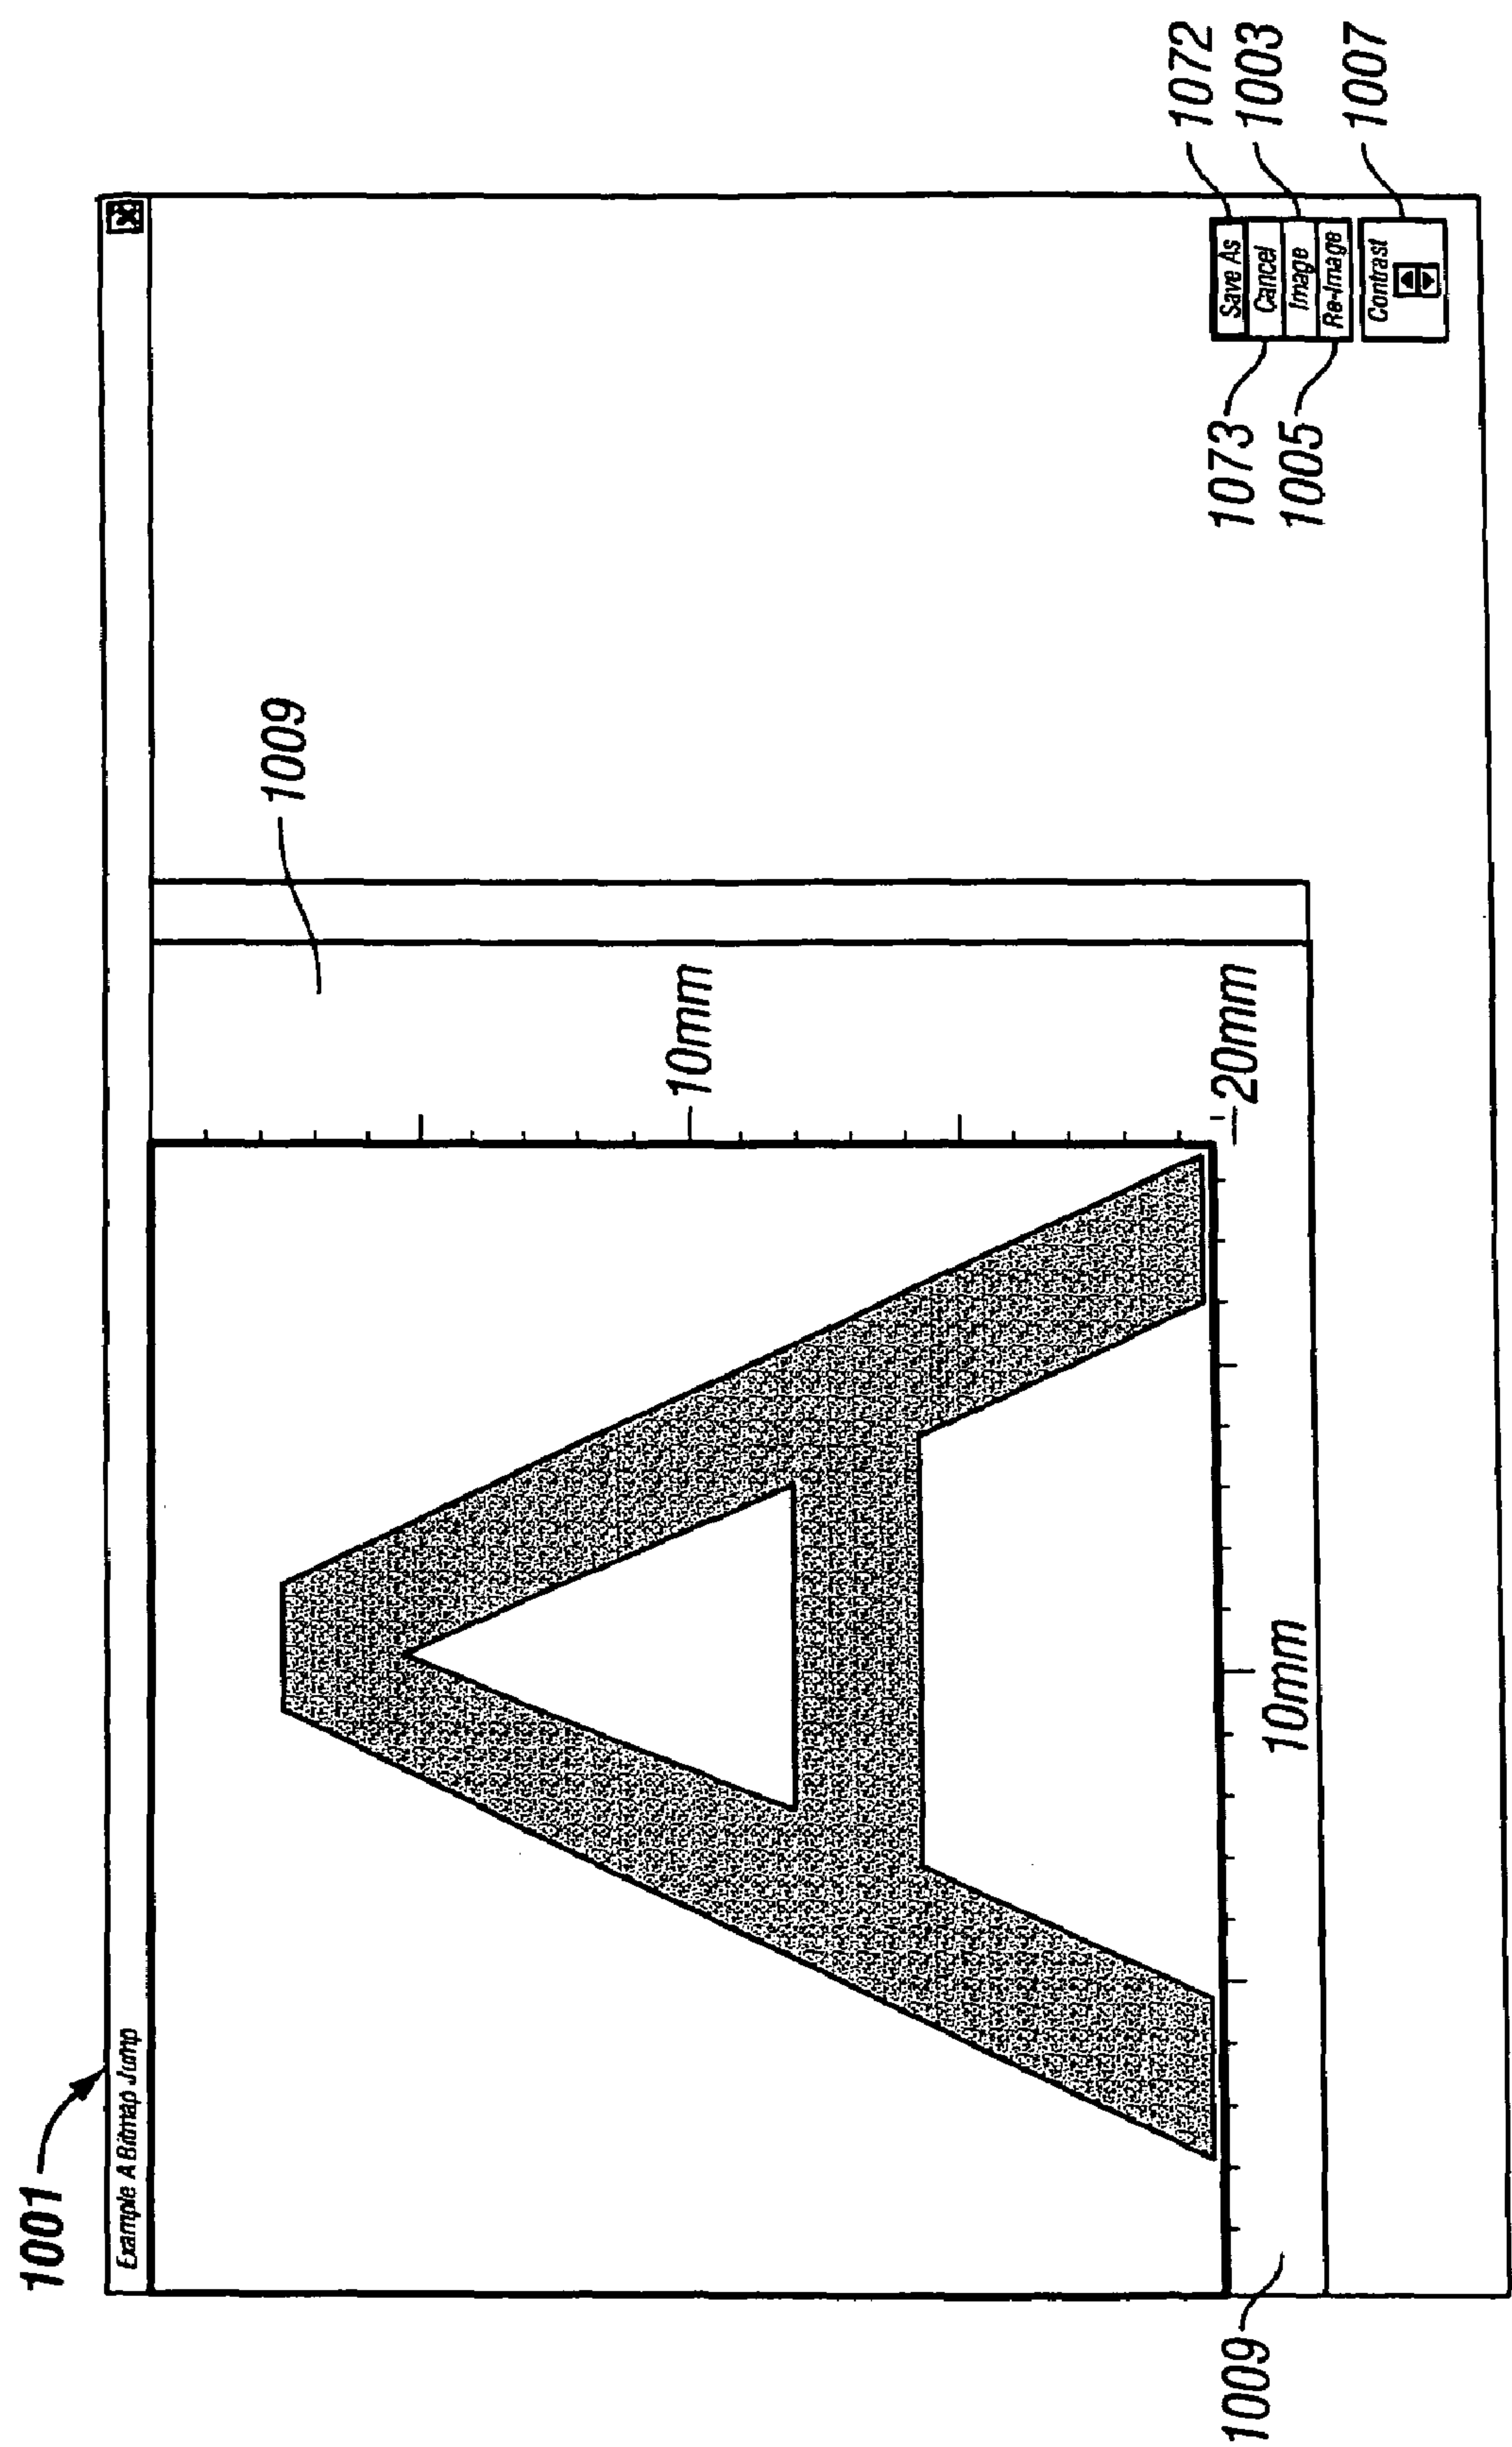 1001
Example A Bitmap Jump
1009
10mm
20mm
10mm
1009
Save As
Cancel
Image
Re-Image
Contrast
1072
1003
1007
1073
1005